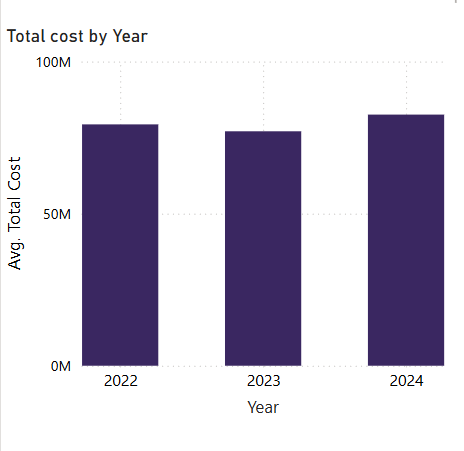 Total cost by Year
100M
50M
0M
Avg. Total Cost
2022 2023 2024
Year